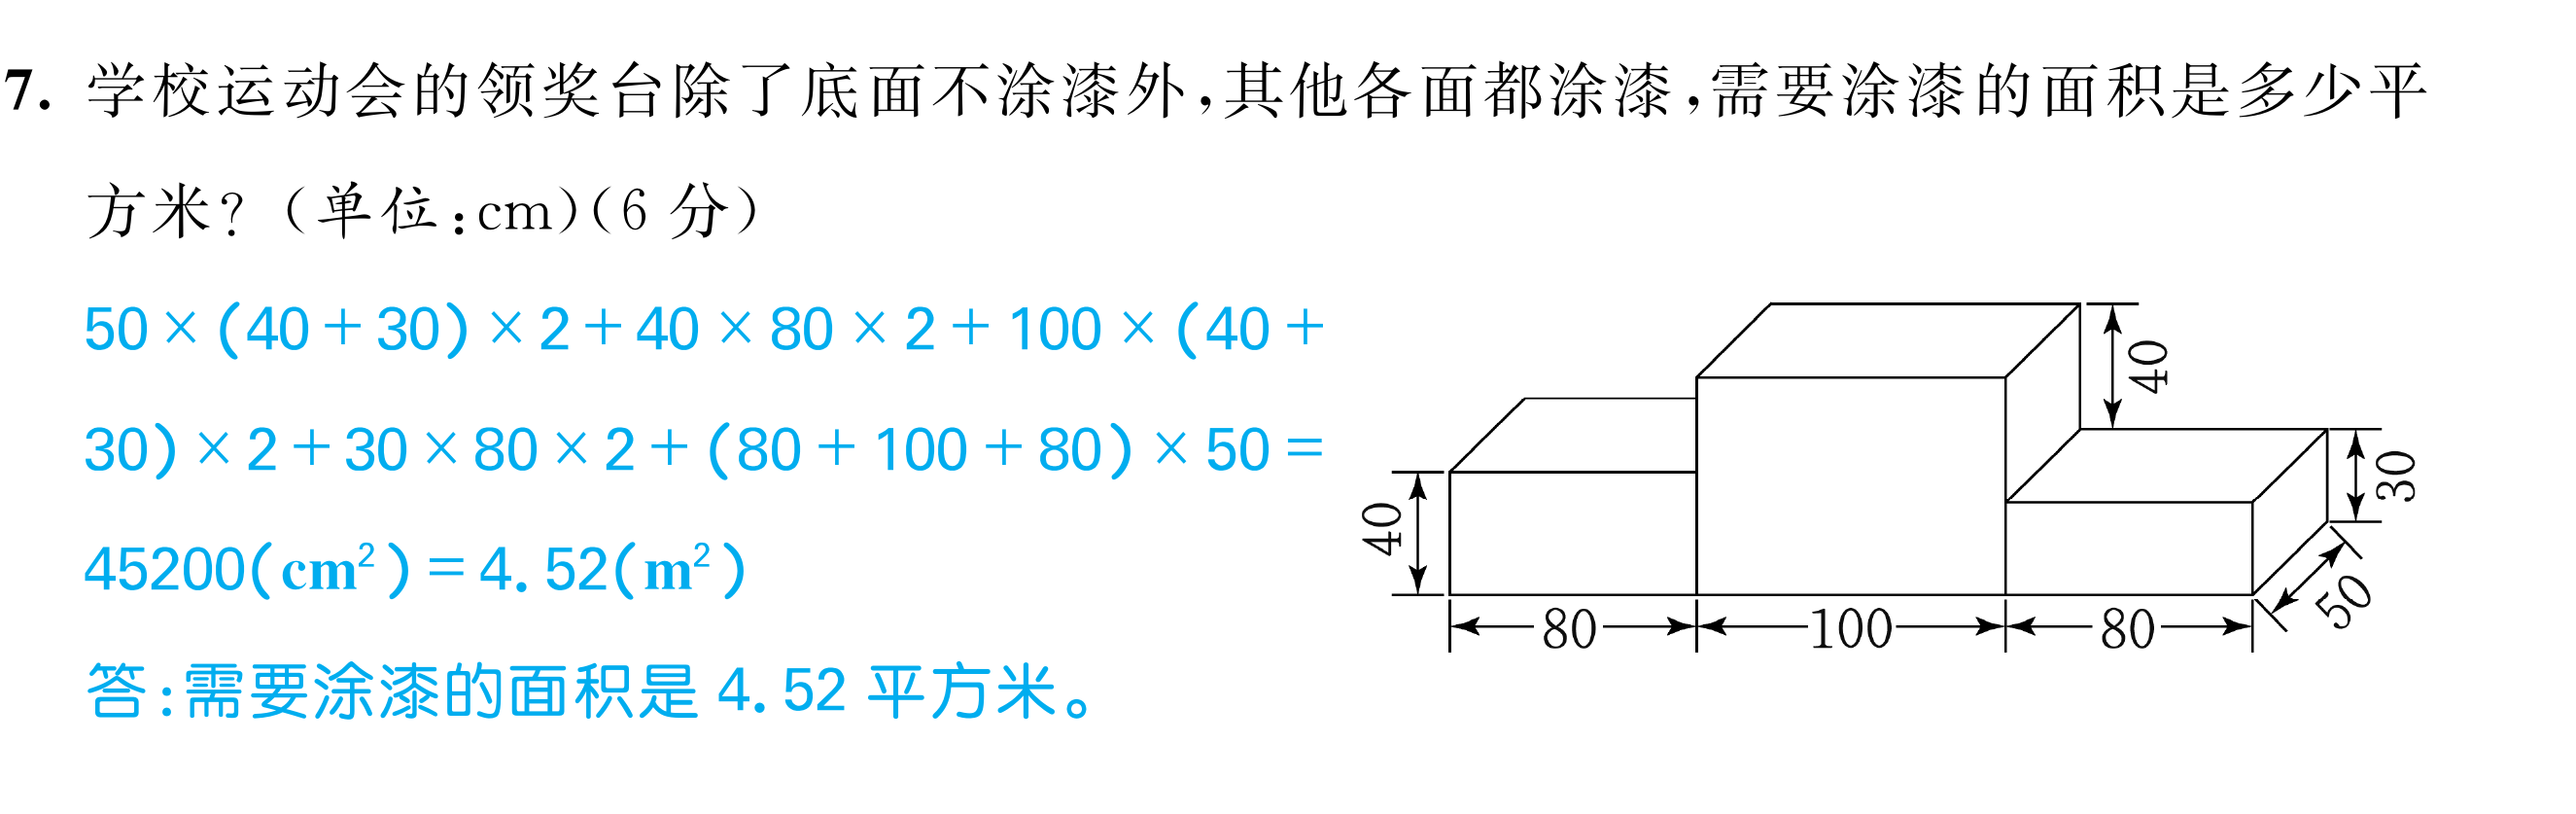 7. 学校运动会的领奖台除了底面不涂漆外,其他各面都涂漆,需要涂漆的面积是多少平
方米?(单位:cm)(6 分)
50×(40+30)×2+40×80×2+100×(40+
30)×2+30×80×2+(80+100+80)×50=
45200(cm²)=4.52(m²)
答:需要涂漆的面积是 4.52 平方米。
40
30
40
50
80
100
80